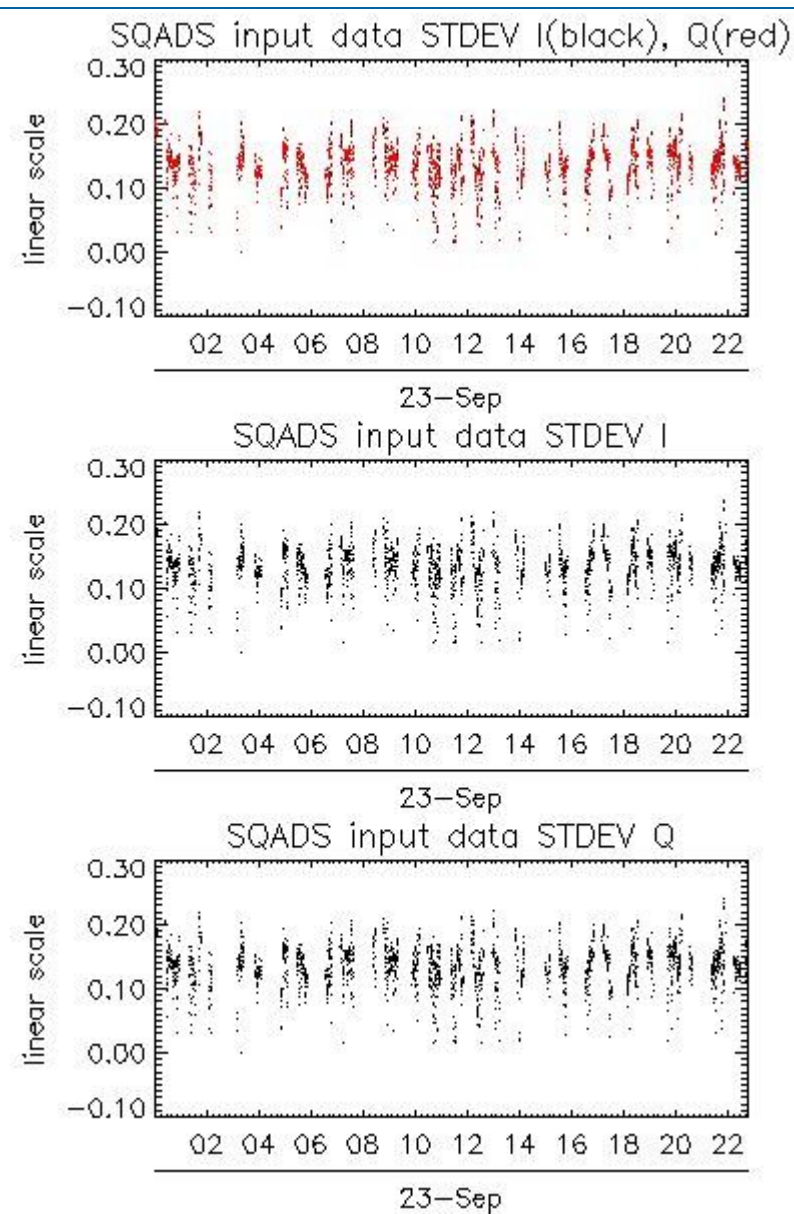 SQADS input data STDEV I(black), Q(red)
0.30
0.20
0.10
0.00
−0.10
linear scale
02 04 06 08 10 12 14 16 18 20 22
23−Sep
SQADS input data STDEV I
0.30
0.20
0.10
0.00
−0.10
linear scale
02 04 06 08 10 12 14 16 18 20 22
23−Sep
SQADS input data STDEV Q
0.30
0.20
0.10
0.00
−0.10
linear scale
02 04 06 08 10 12 14 16 18 20 22
23−Sep